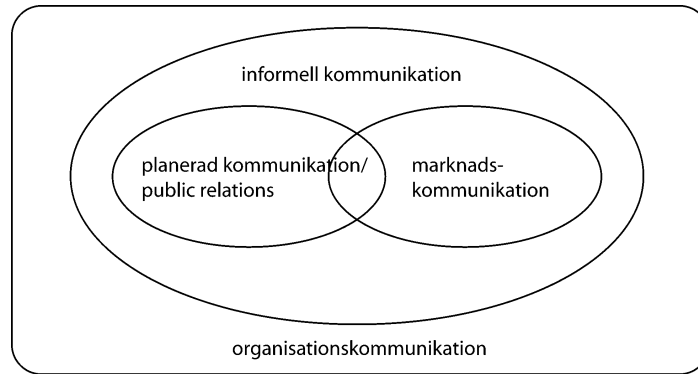 informell kommunikation
planerad kommunikation/
public relations
marknads-
kommunikation
organisationskommunikation